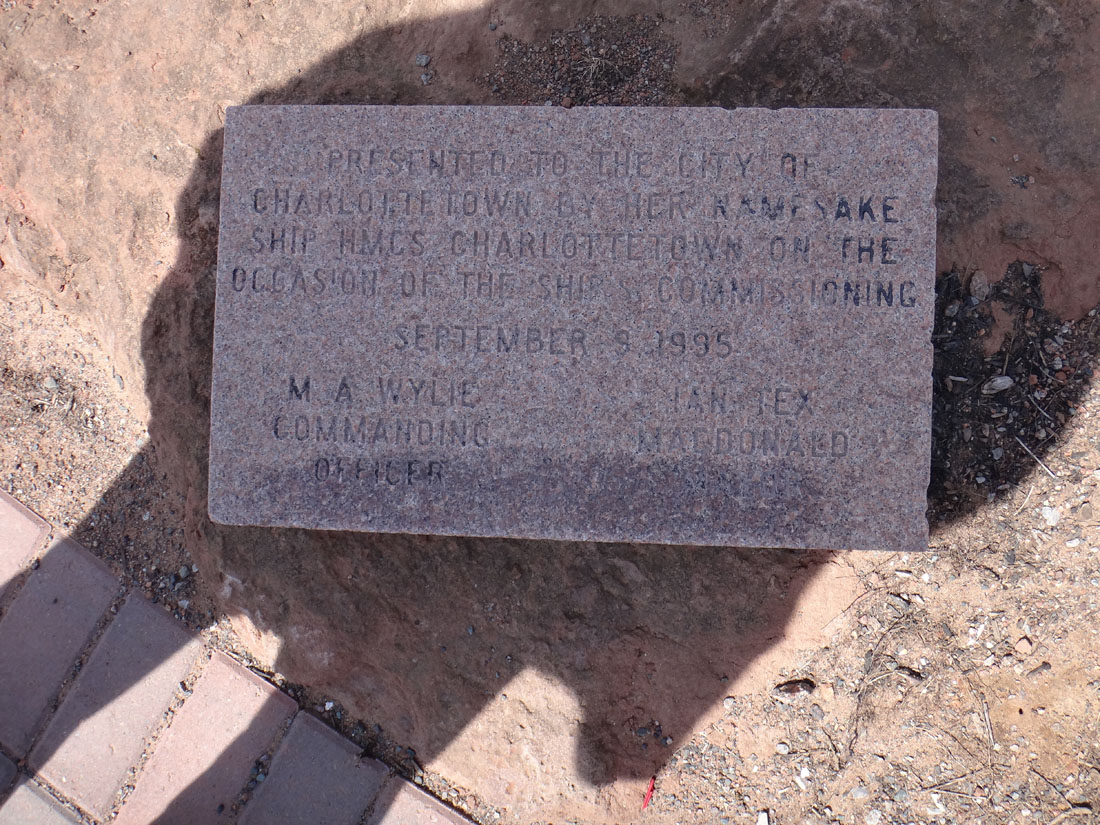 PRESENTED TO THE CITY OF
CHARLOTTETOWN BY HER NAMESAKE
SHIP HMCS CHARLOTTETOWN ON THE
OCCASION OF THE SHIP'S COMMISSIONING
SEPTEMBER 9 1995
M A WYLIE IAN TEX
COMMANDING MACDONALD
OFFICER